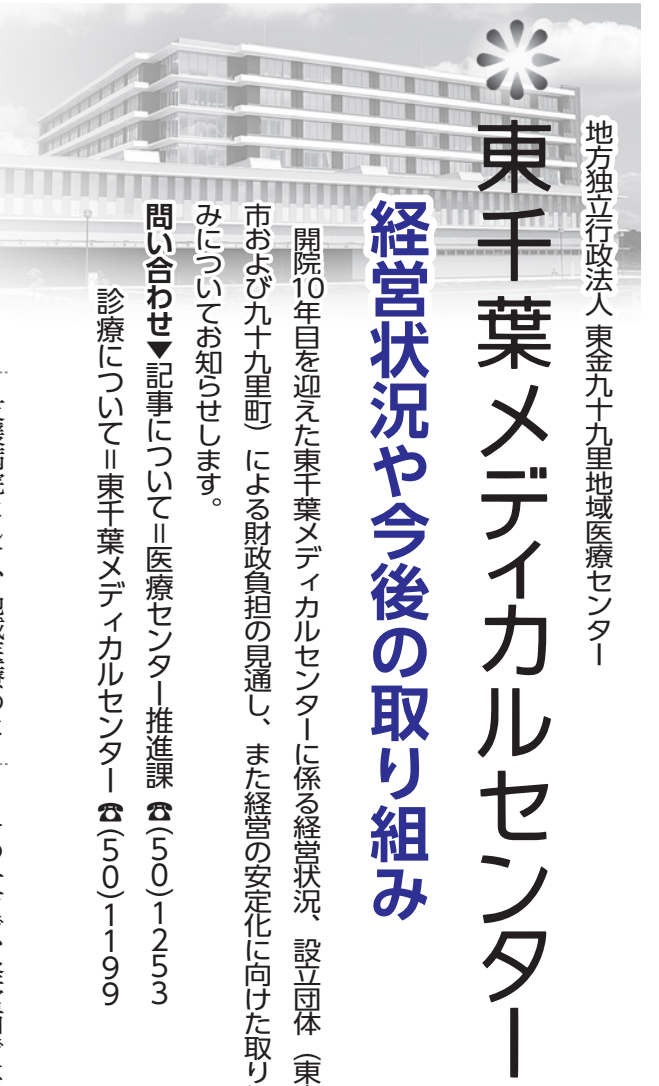 地方独立行政法人 東金九十九里地域医療センター
東千葉メディカルセンター
経営状況や今後の取り組み
開院10年目を迎えた東千葉メディカルセンターに係る経営状況、設立団体（東
市および九十九里町）による財政負担の見通し、また経営の安定化に向けた取り
みについてお知らせします。
問い合わせ▼記事について＝医療センター推進課 ☎(50)1253
診療について＝東千葉メディカルセンター ☎(50)1199